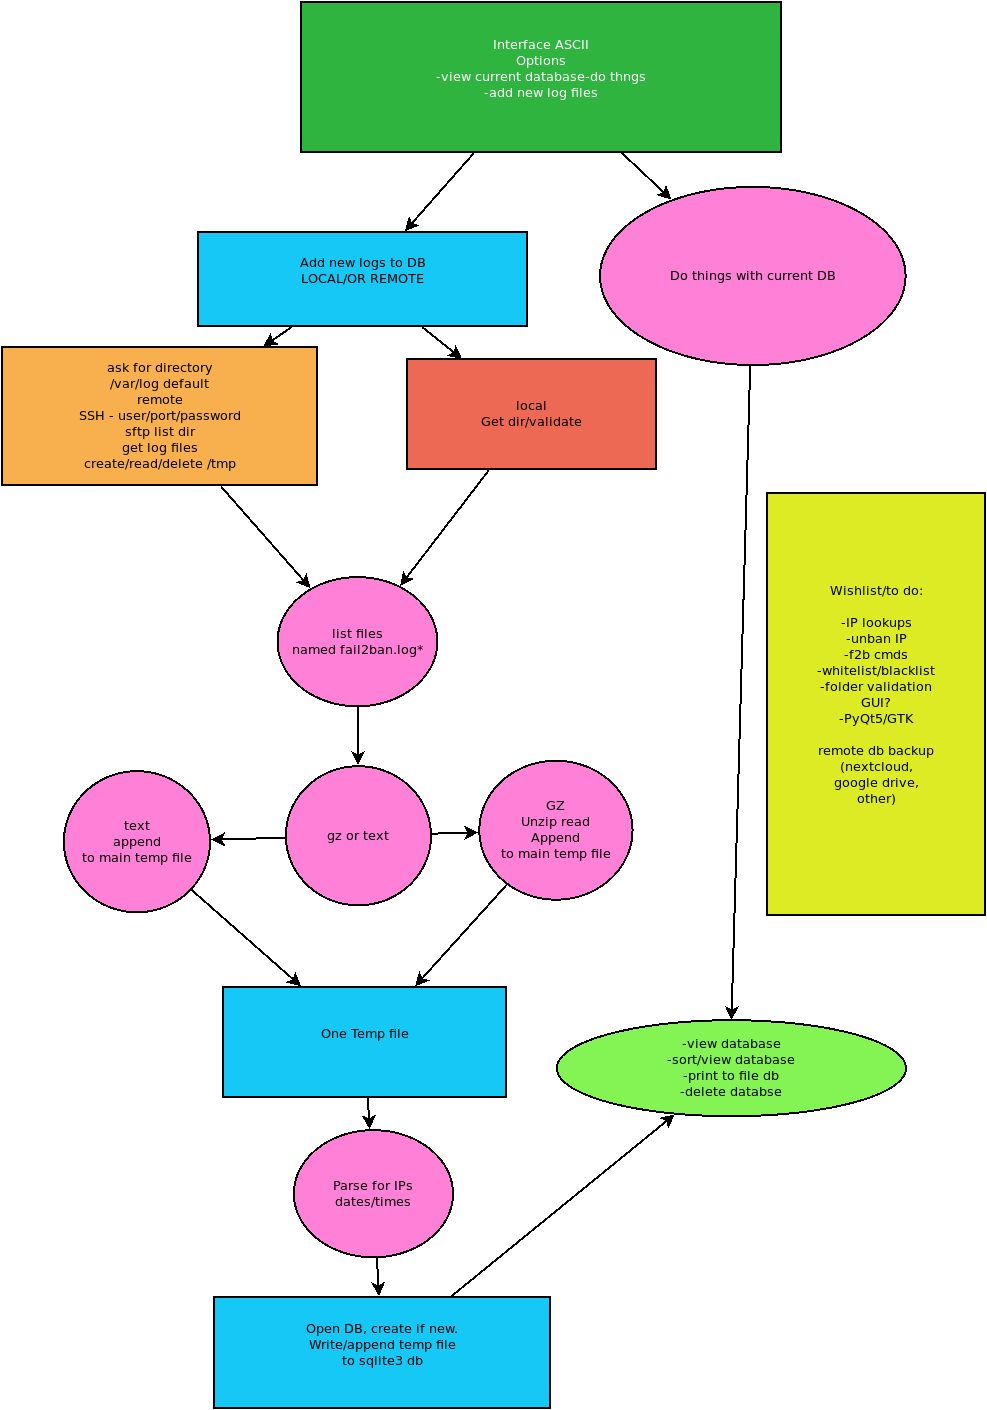 Interface ASCII
Options
-view current database-do thngs
-add new log files
Add new logs to DB
LOCAL/OR REMOTE
Do things with current DB
ask for directory
/var/log default
remote
SSH - user/port/password
sftp list dir
get log files
create/read/delete /tmp
local
Get dir/validate
list files
named fail2ban.log*
Wishlist/to do:
-IP lookups
-unban IP
-f2b cmds
-whitelist/blacklist
-folder validation
GUI?
-PyQt5/GTK
remote db backup
(nextcloud,
google drive,
other)
text
append
to main temp file
gz or text
GZ
Unzip read
Append
to main temp file
One Temp file
-view database
-sort/view database
-print to file db
-delete databse
Parse for IPs
dates/times
Open DB, create if new.
Write/append temp file
to sqlite3 db